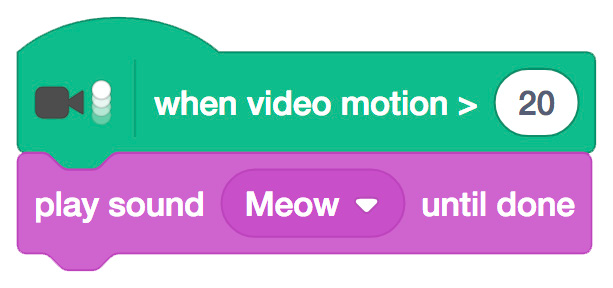 when video motion > 20
play sound Meow until done